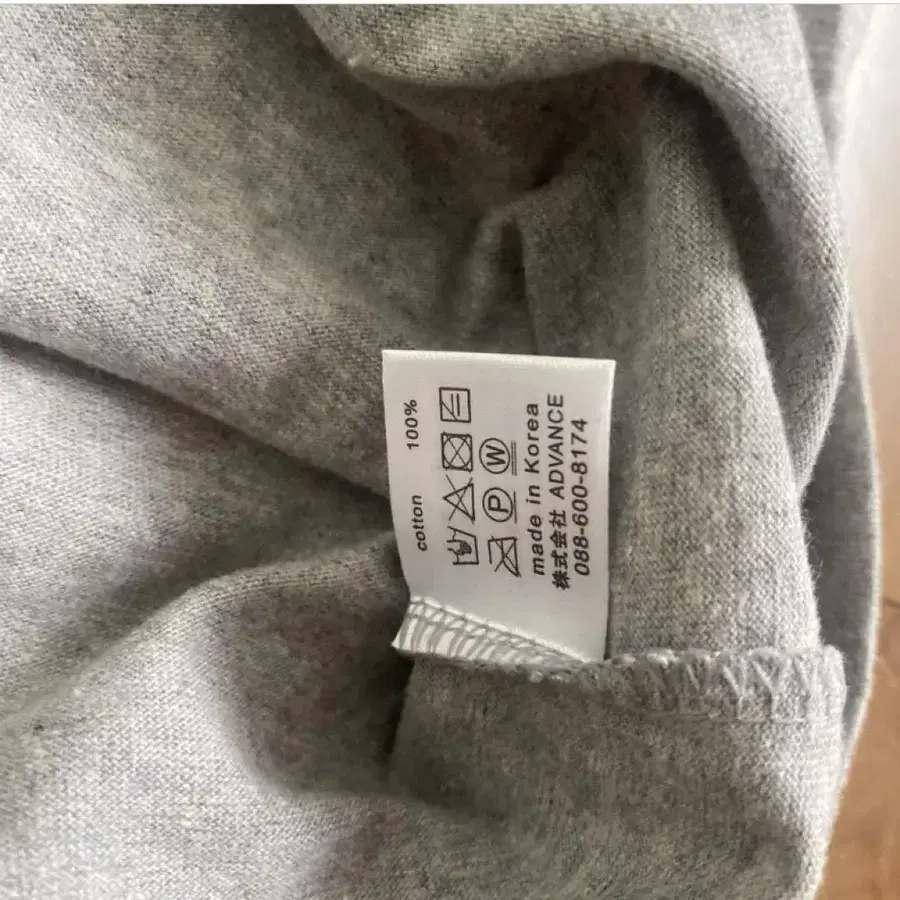 cotton 100%
P W
made in Korea
株式会社 ADVANCE
088-600-8174